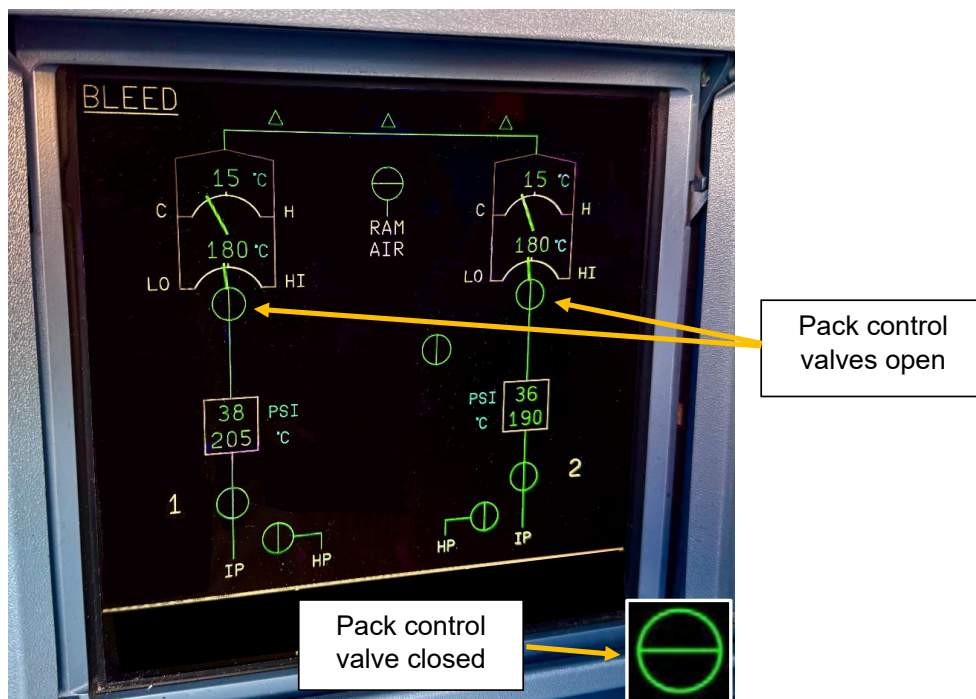 BLEED
15 °C
15 °C
C
H
C
H
RAM
AIR
180 °C
180 °C
LO
HI
LO
HI
Pack control
valves open
38 PSI
205 °C
PSI 36
°C 190
1
2
IP
HP
HP
IP
Pack control
valve closed